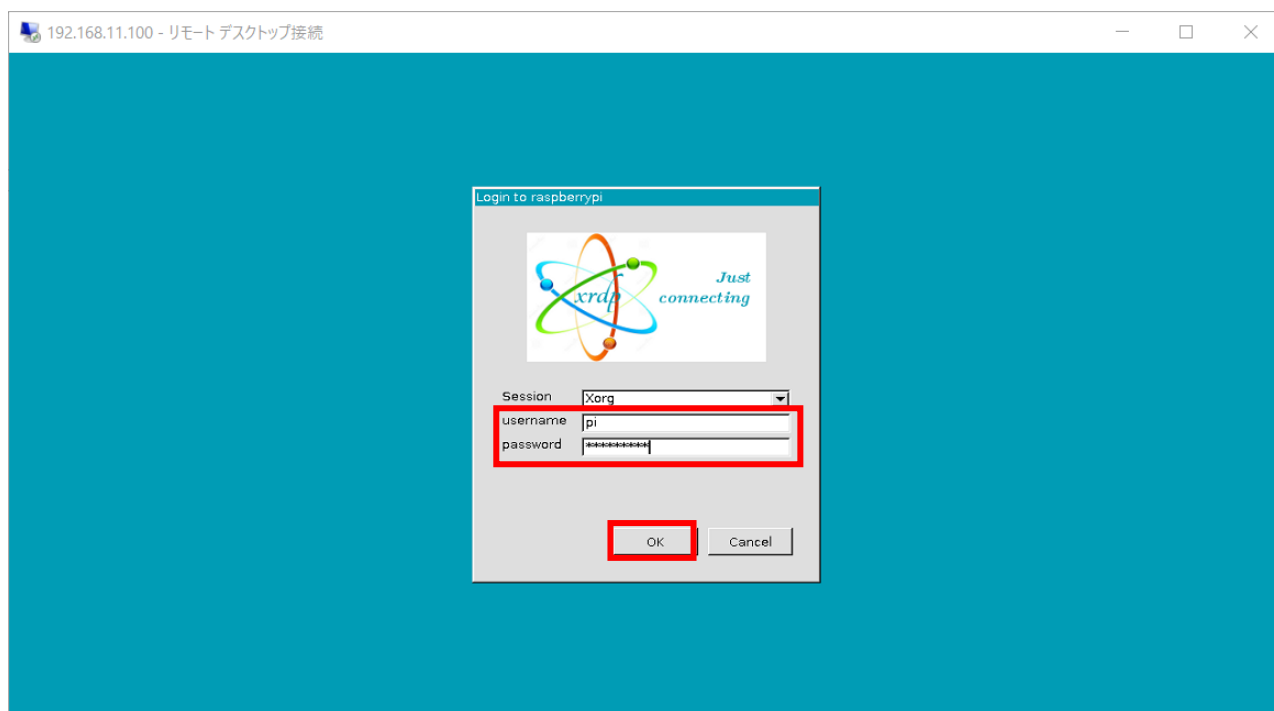 192.168.11.100 - リモート デスクトップ接続
Login to raspberrypi
xrdp
Just
connecting
Session Xorg
username pi
password **********
OK Cancel